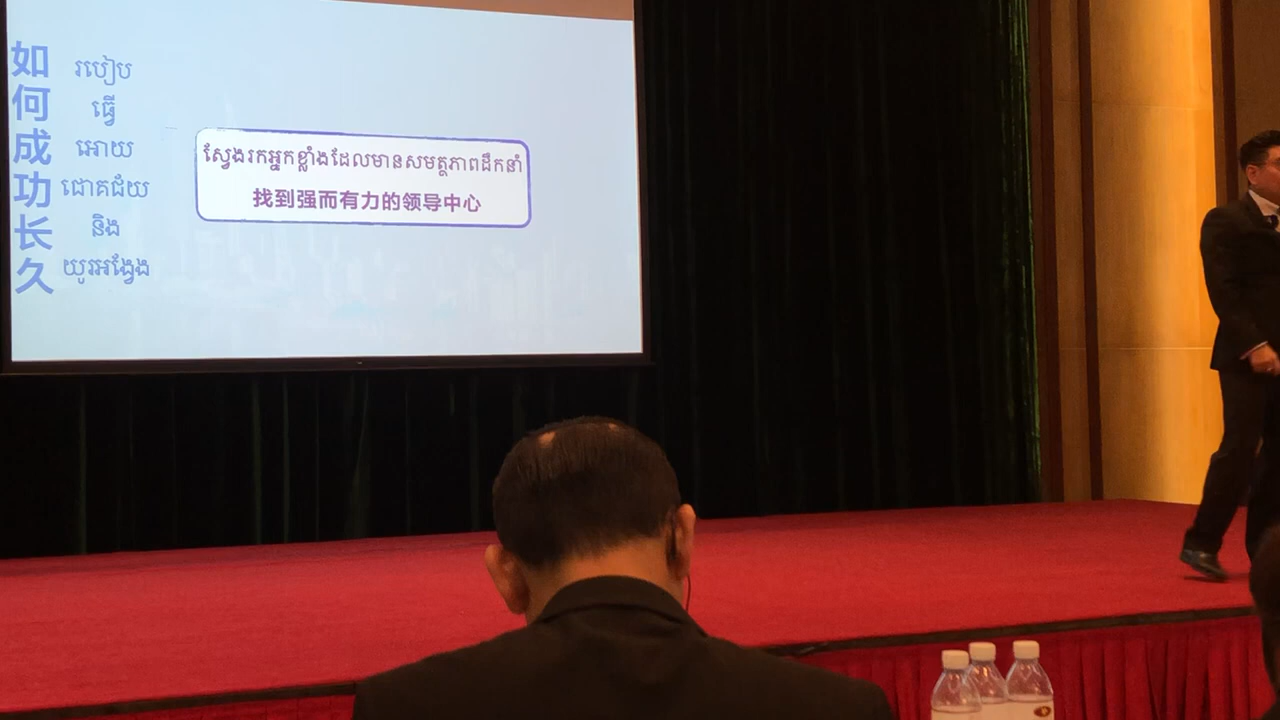 如何成功长久
របៀប
ធ្វើ
អោយ
ជោគជ័យ
និង
យូរអង្វែង
ស្វែងរកអ្នកខ្លាំងដែលមានសមត្ថភាពដឹកនាំ
找到强而有力的领导中心